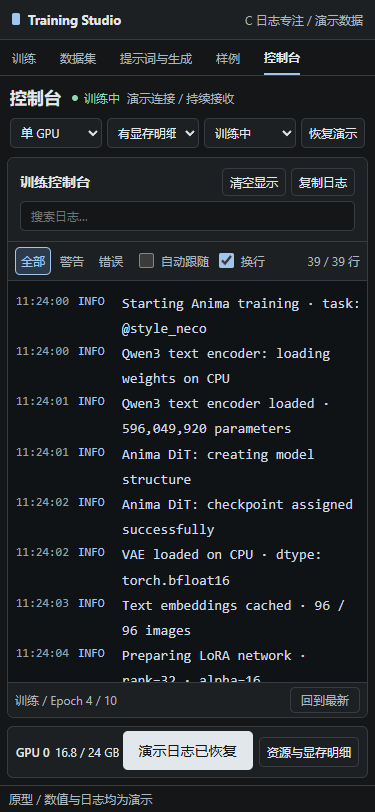 Training Studio
C 日志专注 / 演示数据
训练 数据集 提示词与生成 样例 控制台
控制台 训练中 演示连接 / 持续接收
单 GPU 有显存明细 训练中 恢复演示
训练控制台 清空显示 复制日志
搜索日志...
全部 警告 错误 自动跟随 换行 39 / 39 行
11:24:00 INFO Starting Anima training · task:
@style_neco
11:24:00 INFO Qwen3 text encoder: loading
weights on CPU
11:24:01 INFO Qwen3 text encoder loaded ·
596,049,920 parameters
11:24:01 INFO Anima DiT: creating model
structure
11:24:02 INFO Anima DiT: checkpoint assigned
successfully
11:24:02 INFO VAE loaded on CPU · dtype:
torch.bfloat16
11:24:03 INFO Text embeddings cached · 96 /
96 images
11:24:04 INFO Preparing LoRA network ·
rank=32 · alpha=16
训练 / Epoch 4 / 10 回到最新
GPU 0 16.8 / 24 GB 演示日志已恢复 资源与显存明细
原型 / 数值与日志均为演示